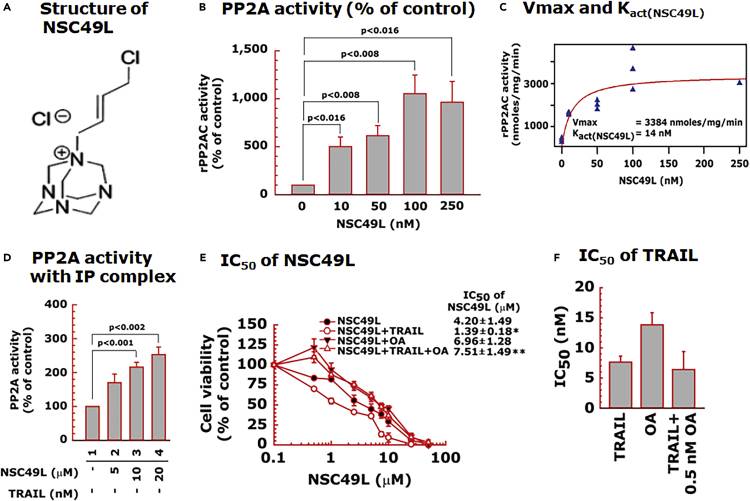 A Structure of
NSC49L
Cl
Cl⊖
N
⊕
N
N
N
B PP2A activity (% of control)
rPP2AC activity
(% of control)
1,500
1,000
500
0
p<0.016
p<0.008
p<0.008
p<0.016
0 10 50 100 250
NSC49L (nM)
C Vmax and Kact(NSC49L)
rPP2AC activity
(nmoles/mg/min)
3000
1000
Vmax = 3384 nmoles/mg/min
Kact(NSC49L) = 14 nM
0 50 100 150 200 250
NSC49L (nM)
D PP2A activity
with IP complex
PP2A activity
(% of control)
400
300
200
100
0
p<0.002
p<0.001
1 2 3 4
NSC49L (μM) - 5 10 20
TRAIL (nM) - - - -
E IC50 of NSC49L
IC50 of
NSC49L (μM)
NSC49L 4.20±1.49
NSC49L+TRAIL 1.39±0.18*
NSC49L+OA 6.96±1.28
NSC49L+TRAIL+OA 7.51±1.49**
Cell viability
(% of control)
150
125
100
75
50
25
0
0.1 1 10 100
NSC49L (μM)
F IC50 of TRAIL
IC50 (nM)
20
15
10
5
0
TRAIL
OA
TRAIL+
0.5 nM OA